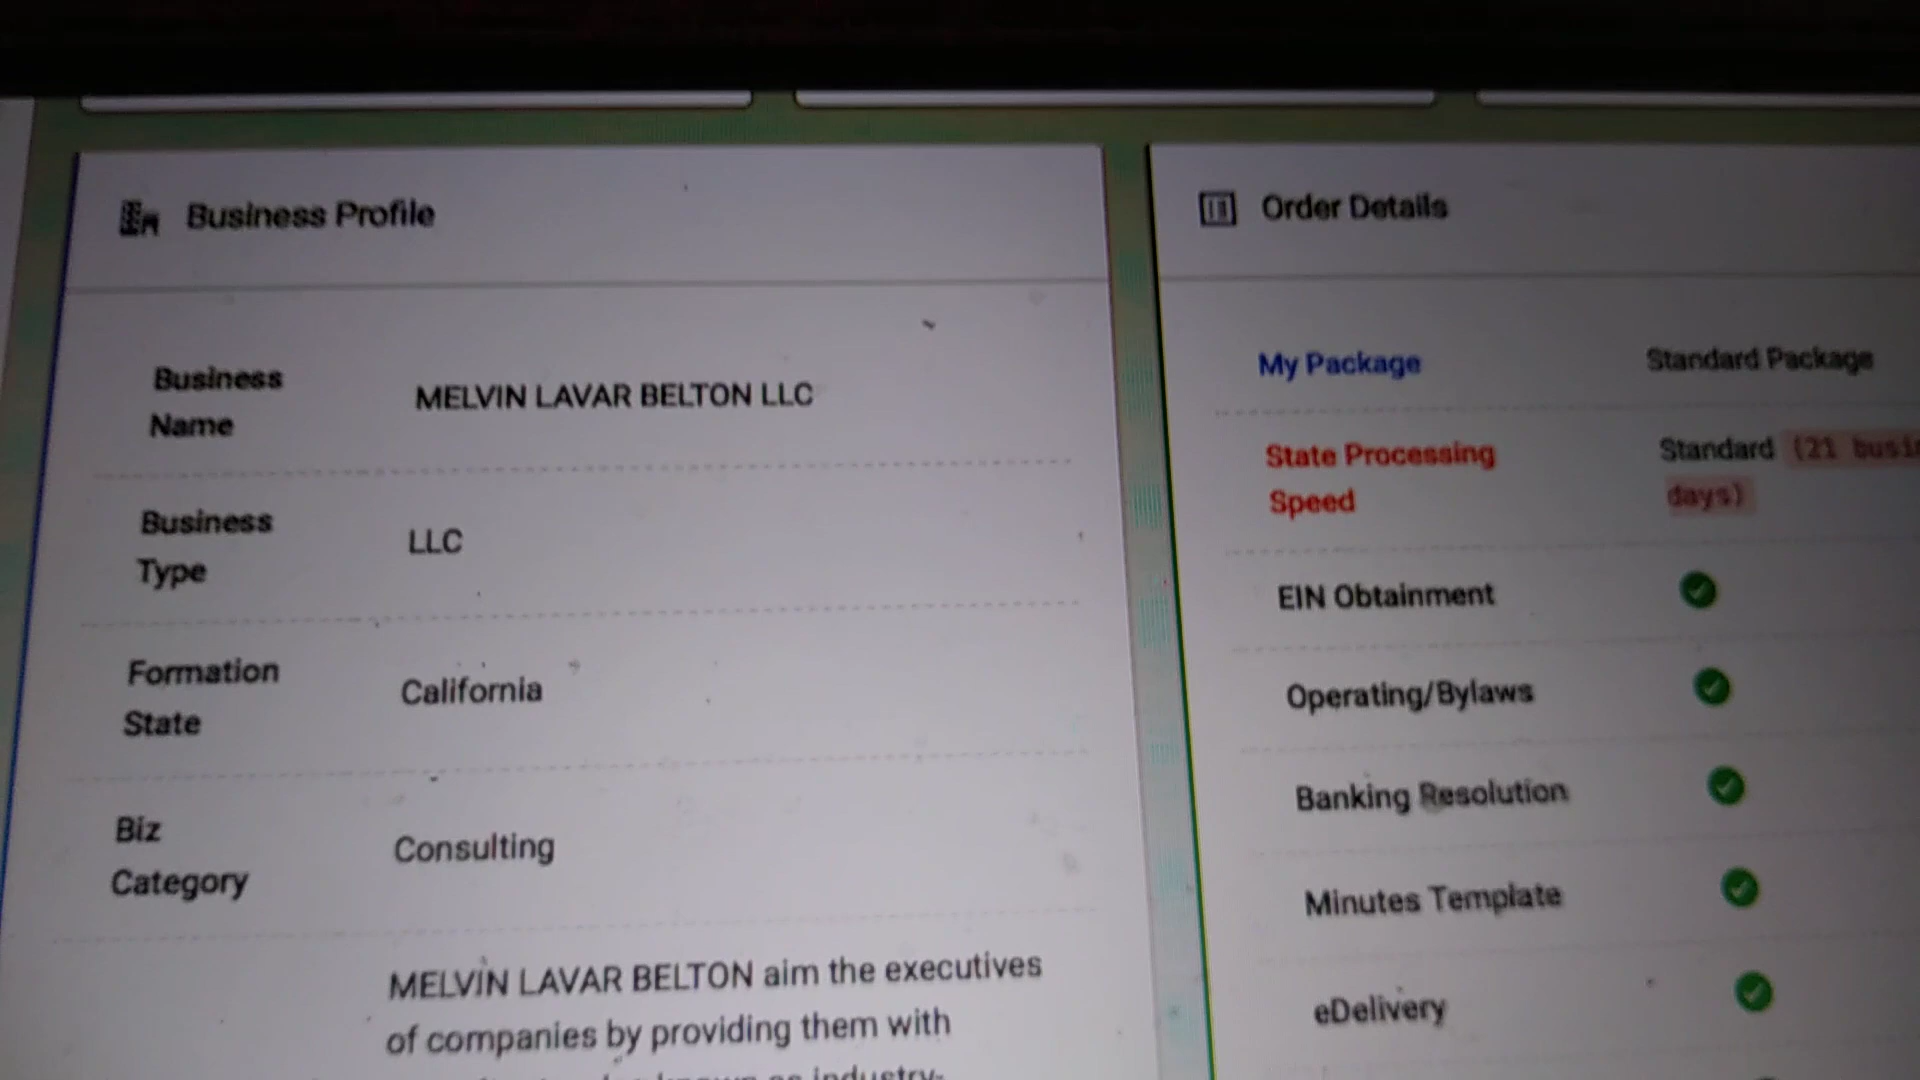 Business Profile
Business
Name
MELVIN LAVAR BELTON LLC
Business
Type
LLC
Formation
State
California
Biz
Category
Consulting
MELVIN LAVAR BELTON aim the executives
of companies by providing them with
industry-
Order Details
My Package
Standard Package
State Processing
Speed
Standard (21
days)
EIN Obtainment
Operating/Bylaws
Banking Resolution
Minutes Template
eDelivery